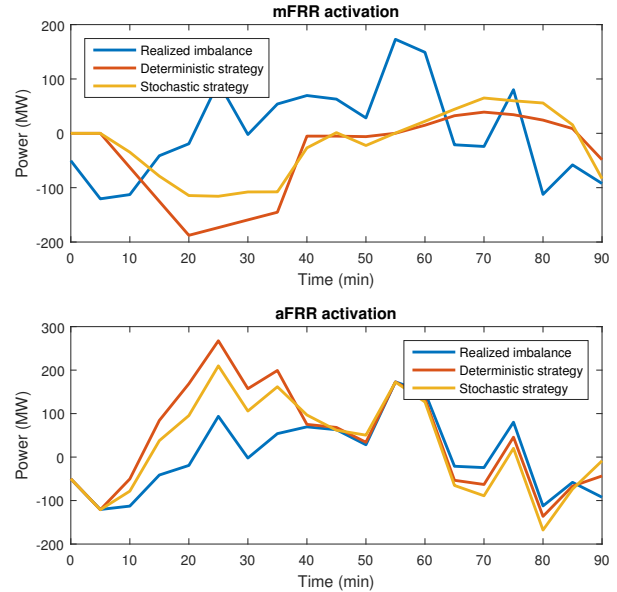 mFRR activation
200
100
0
-100
-200
Power (MW)
Realized imbalance
Deterministic strategy
Stochastic strategy
0 10 20 30 40 50 60 70 80 90
Time (min)
aFRR activation
300
200
100
0
-100
-200
Power (MW)
Realized imbalance
Deterministic strategy
Stochastic strategy
0 10 20 30 40 50 60 70 80 90
Time (min)